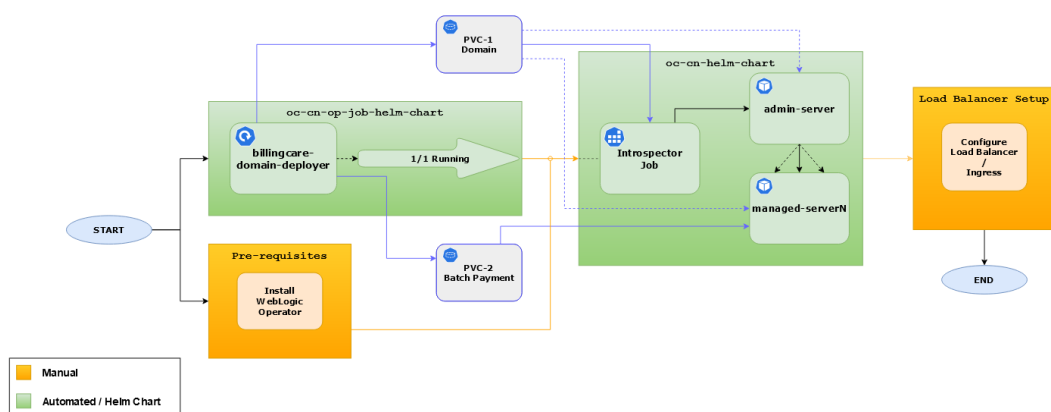 PVC-1
Domain
oc-cn-op-job-helm-chart
oc-cn-helm-chart
billingcare-
domain-deployer
1/1 Running
Introspector
Job
admin-server
managed-serverN
Load Balancer Setup
Configure
Load Balancer
/
Ingress
START
Pre-requisites
Install
WebLogic
Operator
PVC-2
Batch Payment
END
Manual
Automated / Helm Chart